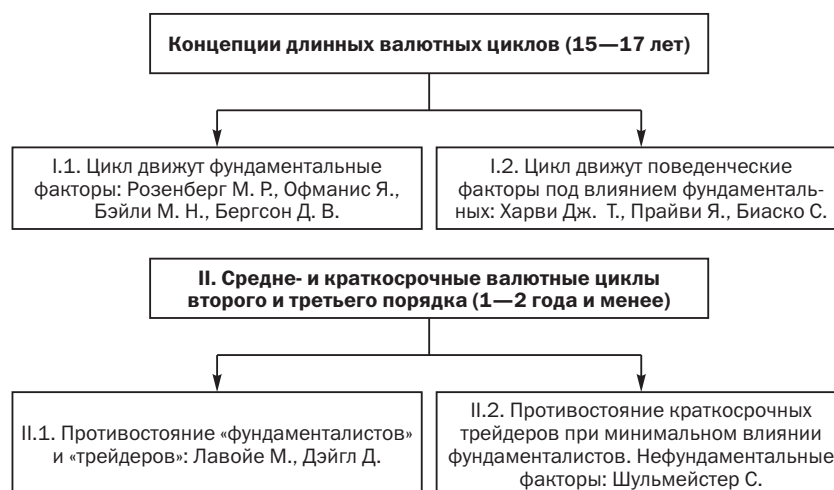 Концепции длинных валютных циклов (15—17 лет)
I.1. Цикл движут фундаментальные
факторы: Розенберг М. Р., Офманис Я.,
Бэйли М. Н., Бергсон Д. В.
I.2. Цикл движут поведенческие
факторы под влиянием фундаменталь-
ных: Харви Дж. Т., Прайви Я., Биаско С.
II. Средне- и краткосрочные валютные циклы
второго и третьего порядка (1—2 года и менее)
II.1. Противостояние «фундаменталистов»
и «трейдеров»: Лавойе М., Дэйгл Д.
II.2. Противостояние краткосрочных
трейдеров при минимальном влиянии
фундаменталистов. Нефундаментальные
факторы: Шульмейстер С.